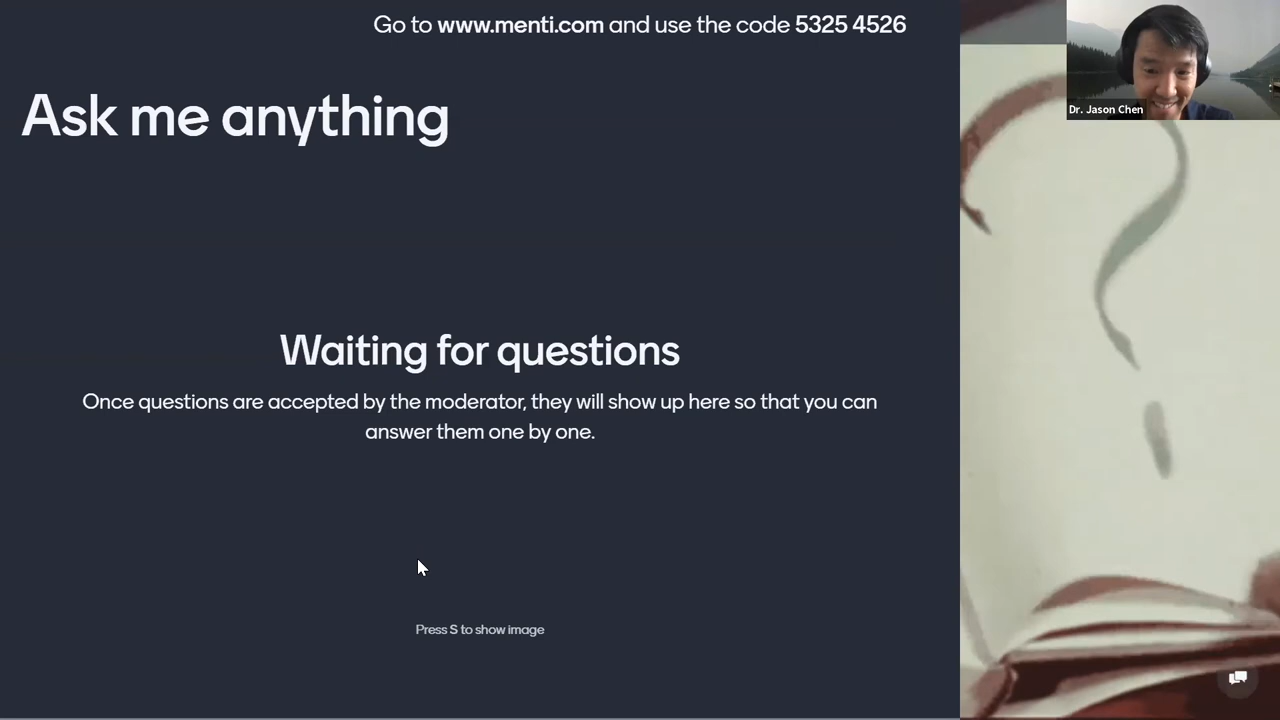 Go to www.menti.com and use the code 5325 4526
Dr. Jason Chen
Ask me anything
Waiting for questions
Once questions are accepted by the moderator, they will show up here so that you can
answer them one by one.
Press S to show image